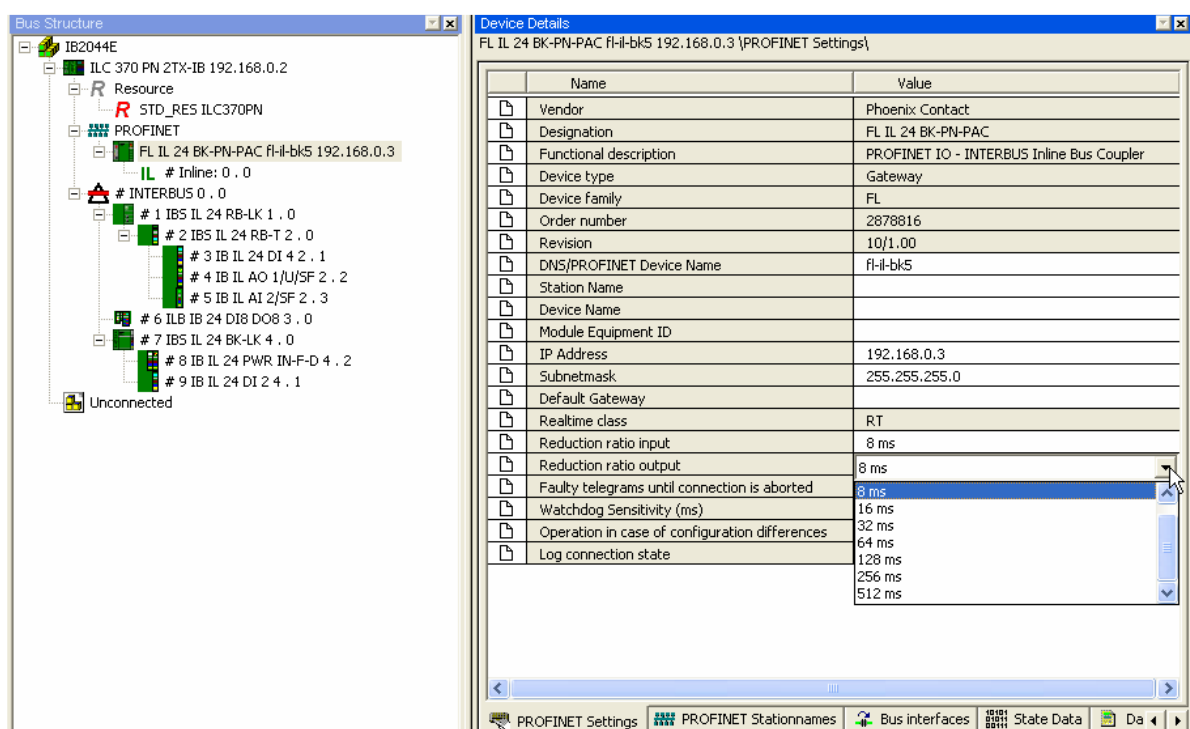 Bus Structure
IB2044E
ILC 370 PN 2TX-IB 192.168.0.2
R Resource
R STD_RES ILC370PN
PROFINET
FL IL 24 BK-PN-PAC fl-il-bk5 192.168.0.3
IL # Inline: 0 . 0
# INTERBUS 0 . 0
# 1 IBS IL 24 RB-LK 1 . 0
# 2 IBS IL 24 RB-T 2 . 0
# 3 IB IL 24 DI 4 2 . 1
# 4 IB IL AO 1/U/SF 2 . 2
# 5 IB IL AI 2/SF 2 . 3
# 6 ILB IB 24 DI8 DO8 3 . 0
# 7 IBS IL 24 BK-LK 4 . 0
# 8 IB IL 24 PWR IN-F-D 4 . 2
# 9 IB IL 24 DI 2 4 . 1
Unconnected
Device Details
FL IL 24 BK-PN-PAC fl-il-bk5 192.168.0.3 \PROFINET Settings\
Name Value
Vendor Phoenix Contact
Designation FL IL 24 BK-PN-PAC
Functional description PROFINET IO - INTERBUS Inline Bus Coupler
Device type Gateway
Device family FL
Order number 2878816
Revision 10/1.00
DNS/PROFINET Device Name fl-il-bk5
Station Name
Device Name
Module Equipment ID
IP Address 192.168.0.3
Subnetmask 255.255.255.0
Default Gateway
Realtime class RT
Reduction ratio input 8 ms
Reduction ratio output 8 ms
Faulty telegrams until connection is aborted
Watchdog Sensitivity (ms)
Operation in case of configuration differences
Log connection state
8 ms
16 ms
32 ms
64 ms
128 ms
256 ms
512 ms
PROFINET Settings PROFINET Stationnames Bus interfaces 10101 00111 State Data Da